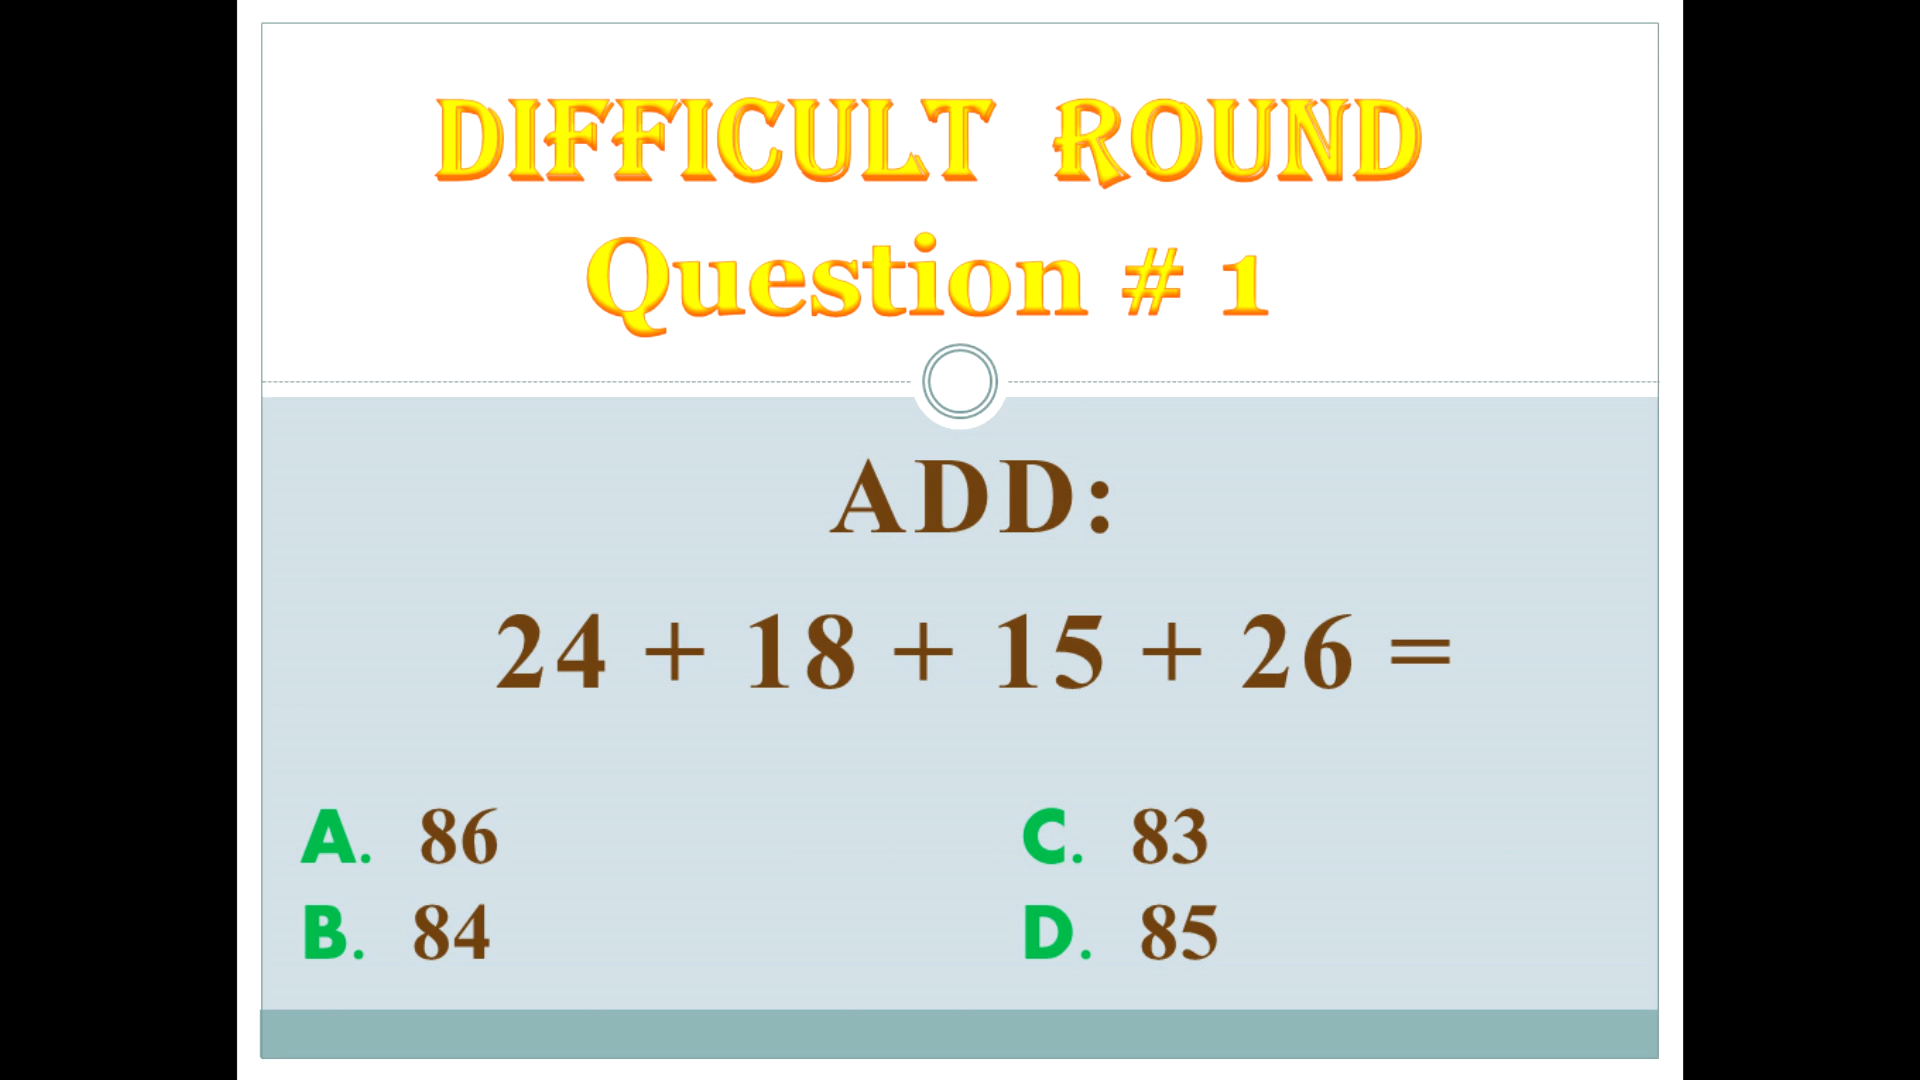 DIFFICULT ROUND
Question # 1
ADD:
24 + 18 + 15 + 26 =
A. 86
B. 84
C. 83
D. 85